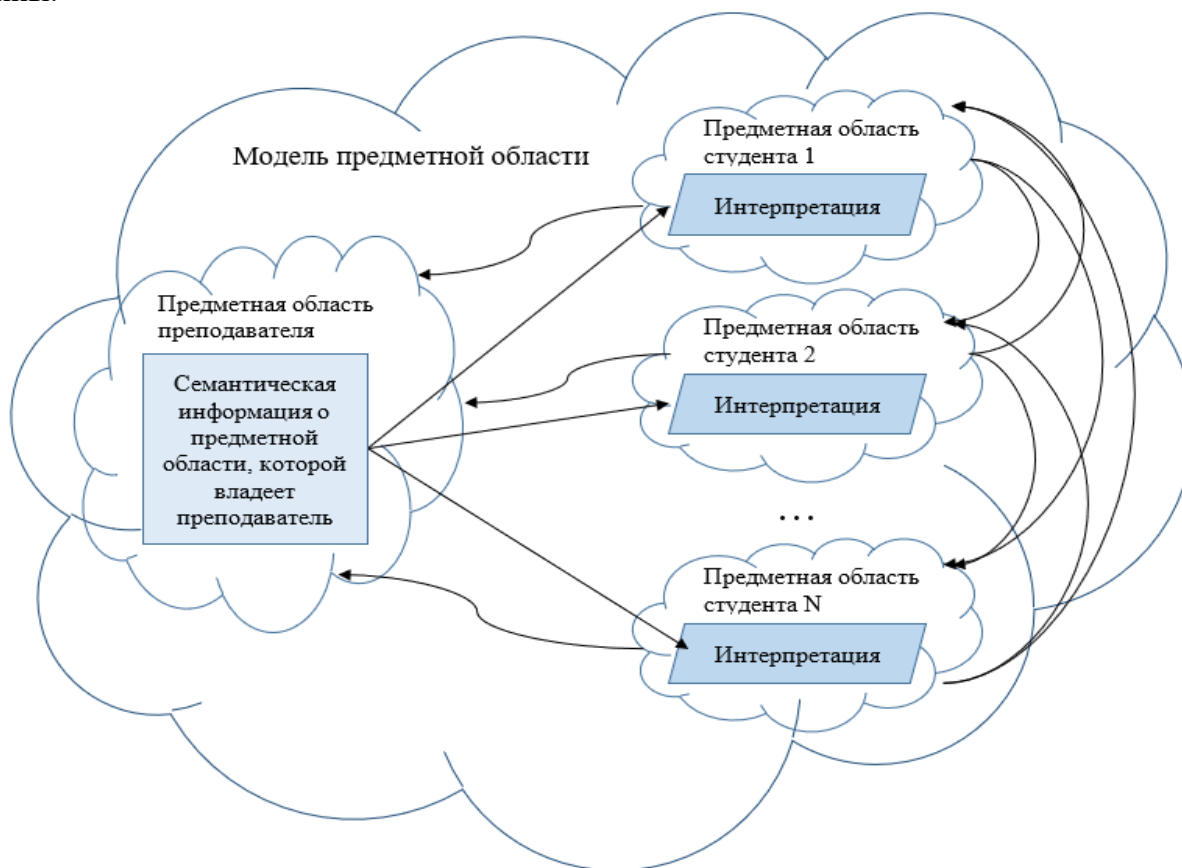 Модель предметной области
Предметная область
студента 1
Интерпретация
Предметная область
преподавателя
Семантическая
информация о
предметной
области, которой
владеет
преподаватель
Предметная область
студента 2
Интерпретация
...
Предметная область
студента N
Интерпретация